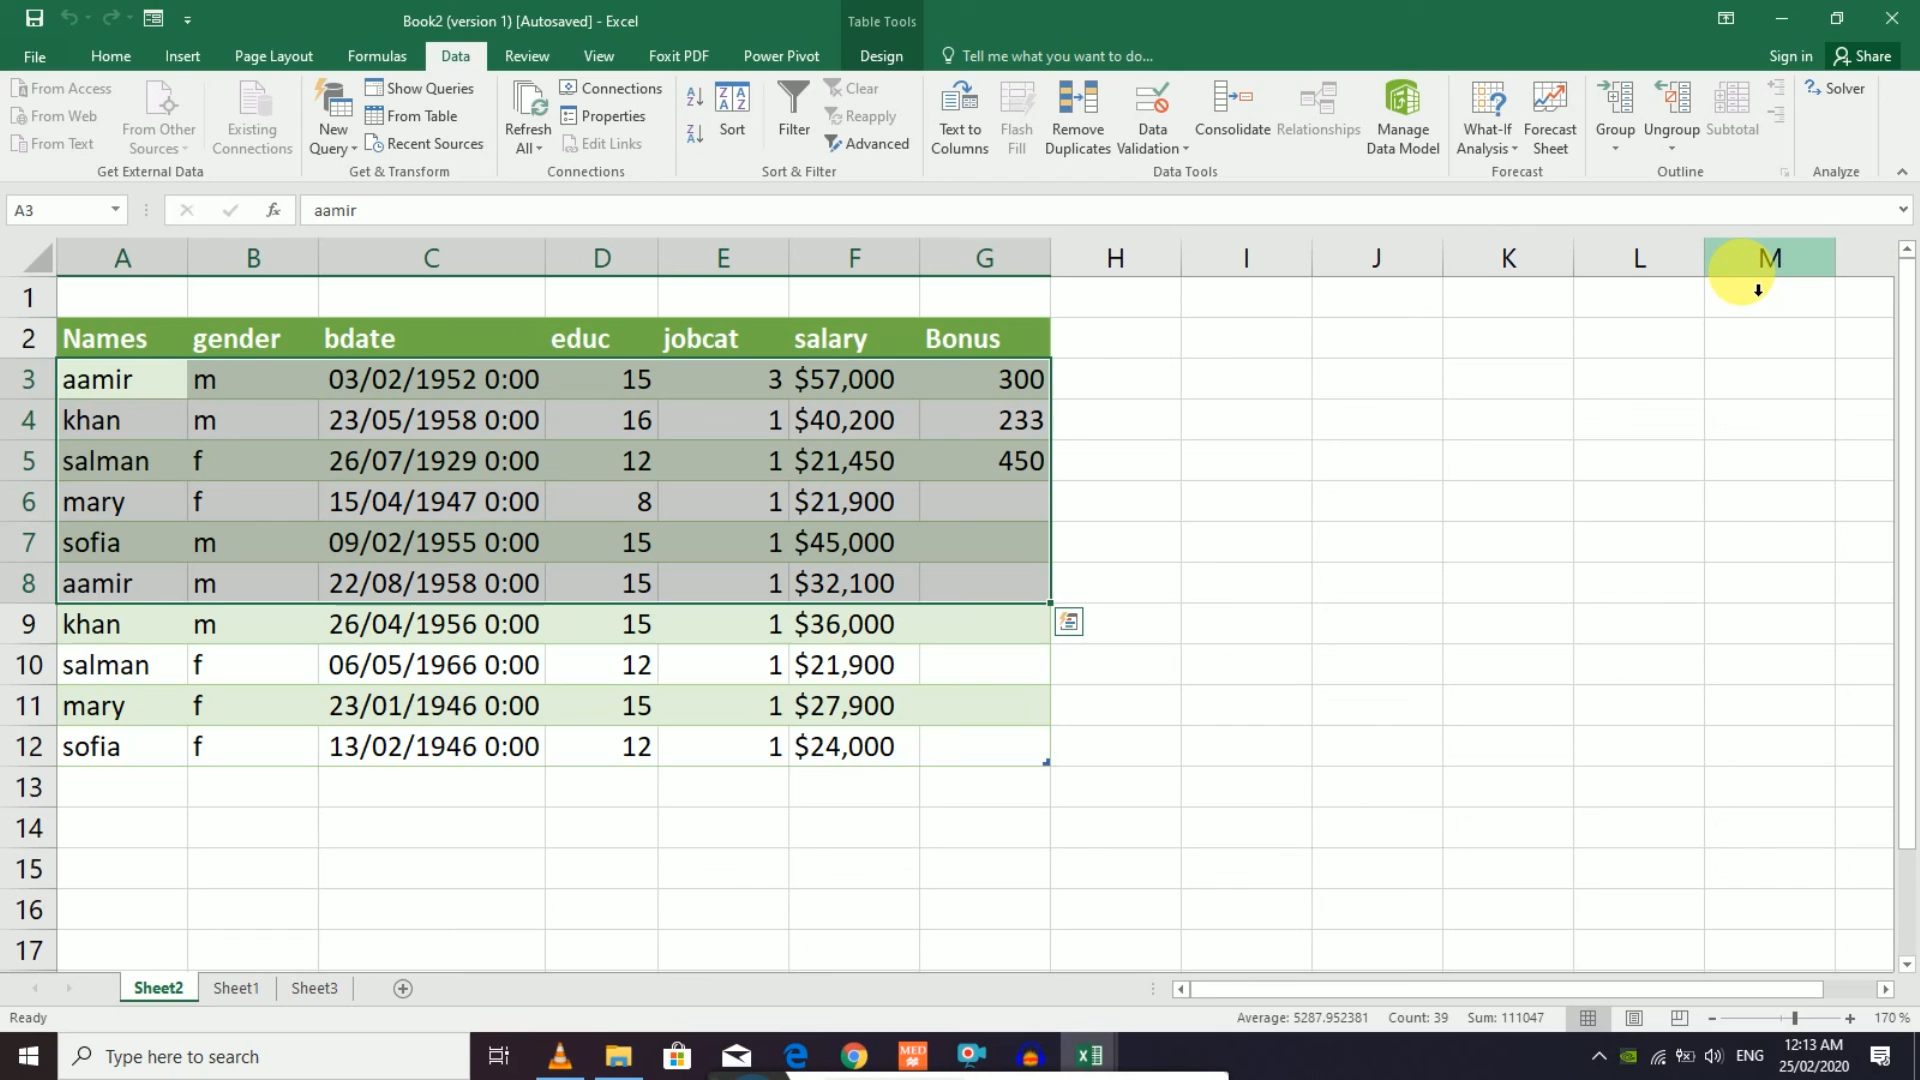 Book2 (version 1) [Autosaved] - Excel
Table Tools
File Home Insert Page Layout Formulas Data Review View Foxit PDF Power Pivot Design Tell me what you want to do... Sign in Share
From Access
From Web
From Text
From Other Sources
Existing Connections
Get External Data
New Query
Show Queries
From Table
Recent Sources
Get & Transform
Refresh All
Connections
Properties
Edit Links
Connections
Sort
Filter
Clear
Reapply
Advanced
Sort & Filter
Text to Columns
Flash Fill
Remove Duplicates
Data Validation
Consolidate
Relationships
Manage Data Model
Data Tools
What-If Analysis
Forecast Sheet
Forecast
Group
Ungroup
Subtotal
Outline
Solver
Analyze
A3 fx aamir
A B C D E F G H I J K L M
1
2 Names gender bdate educ jobcat salary Bonus
3 aamir m 03/02/1952 0:00 15 3 $57,000 300
4 khan m 23/05/1958 0:00 16 1 $40,200 233
5 salman f 26/07/1929 0:00 12 1 $21,450 450
6 mary f 15/04/1947 0:00 8 1 $21,900
7 sofia m 09/02/1955 0:00 15 1 $45,000
8 aamir m 22/08/1958 0:00 15 1 $32,100
9 khan m 26/04/1956 0:00 15 1 $36,000
10 salman f 06/05/1966 0:00 12 1 $21,900
11 mary f 23/01/1946 0:00 15 1 $27,900
12 sofia f 13/02/1946 0:00 12 1 $24,000
13
14
15
16
17
Sheet2 Sheet1 Sheet3
Ready Average: 5287.952381 Count: 39 Sum: 111047 170 %
Type here to search MED ENG 12:13 AM
25/02/2020